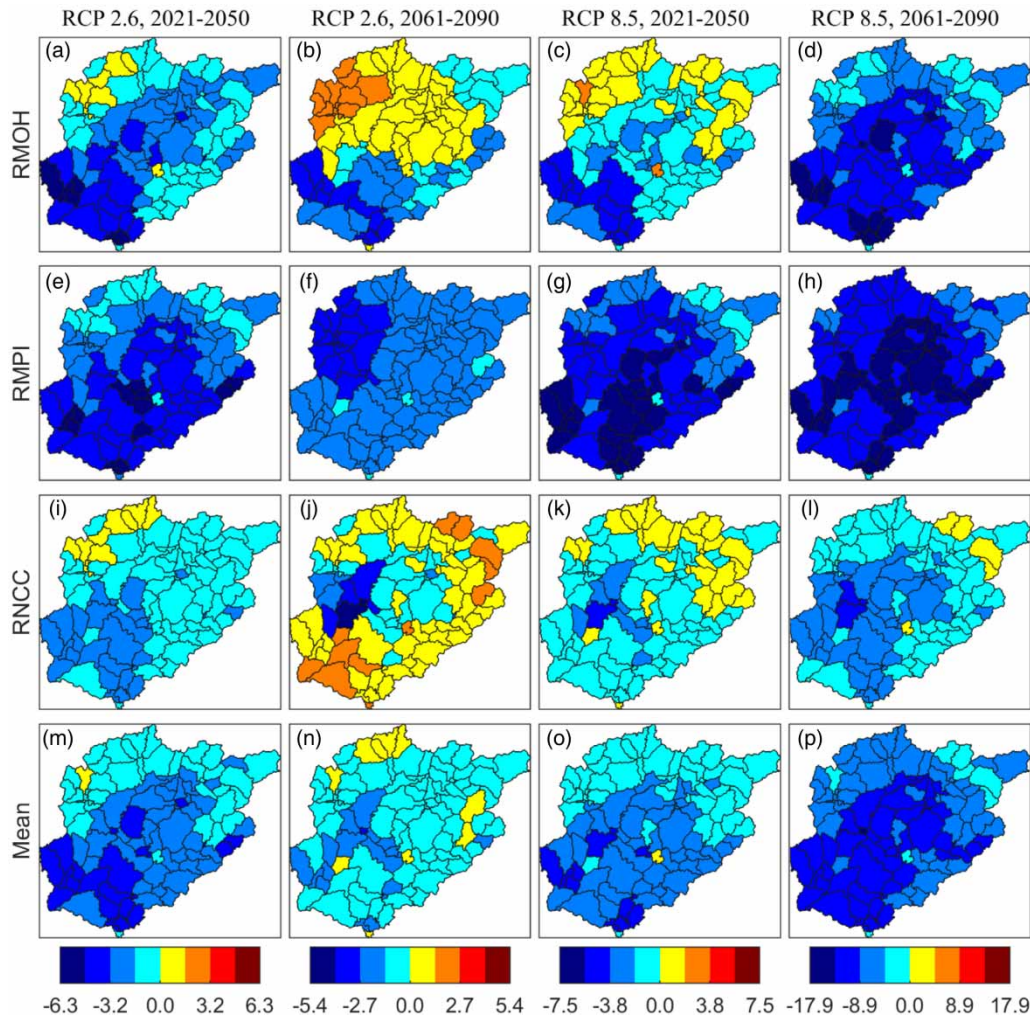 RCP 2.6, 2021-2050 RCP 2.6, 2061-2090 RCP 8.5, 2021-2050 RCP 8.5, 2061-2090
RMOH
(a) (b) (c) (d)
RMPI
(e) (f) (g) (h)
RNCC
(i) (j) (k) (l)
Mean
(m) (n) (o) (p)
-6.3 -3.2 0.0 3.2 6.3 -5.4 -2.7 0.0 2.7 5.4 -7.5 -3.8 0.0 3.8 7.5 -17.9 -8.9 0.0 8.9 17.9